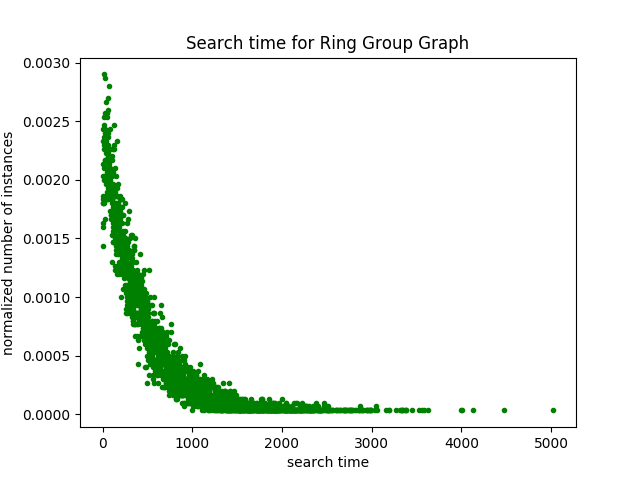 Search time for Ring Group Graph
normalized number of instances
0.0030
0.0025
0.0020
0.0015
0.0010
0.0005
0.0000
0 1000 2000 3000 4000 5000
search time